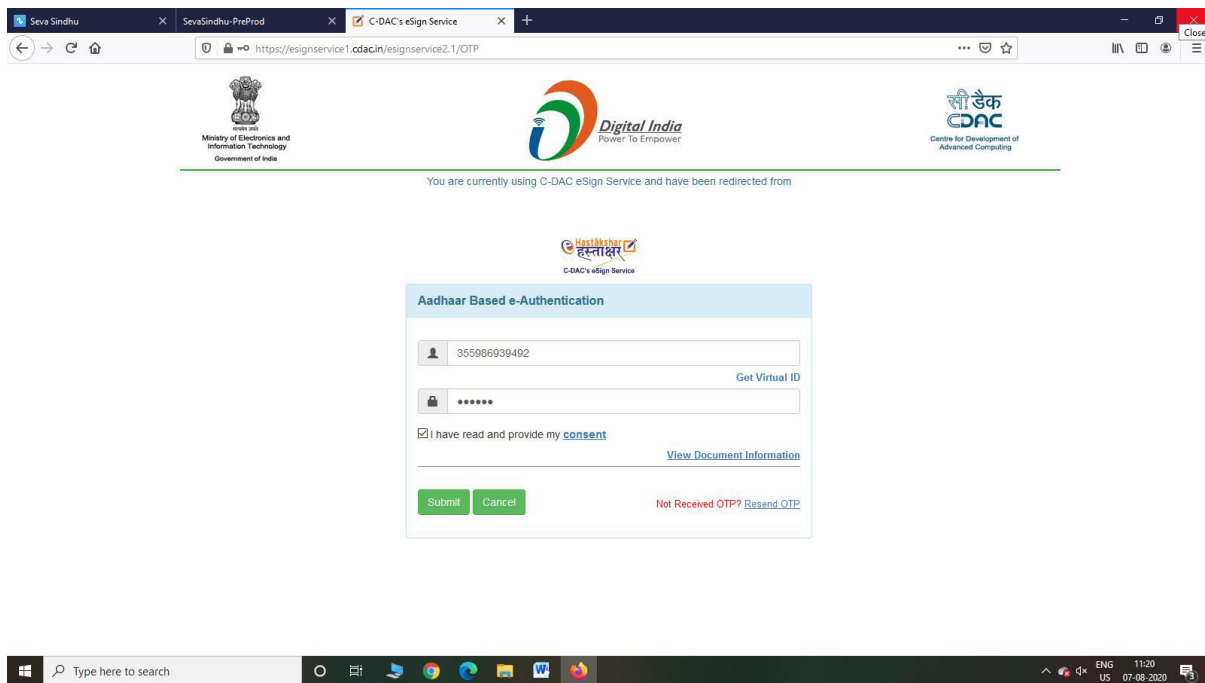 Seva Sindhu
SevaSindhu-PreProd
C-DAC's eSign Service
Close
https://esignservice1.cdac.in/esignservice2.1/OTP
Ministry of Electronics and
Information Technology
Government of India
Digital India
Power To Empower
सी डैक
CDAC
Centre for Development of
Advanced Computing
You are currently using C-DAC eSign Service and have been redirected from
e Hastākshar
हस्ताक्षर
C-DAC's eSign Service
Aadhaar Based e-Authentication
355986939492
Get Virtual ID
••••••
I have read and provide my consent
View Document Information
Submit Cancel Not Received OTP? Resend OTP
Type here to search
W
ENG 11:20
US 07-08-2020
3